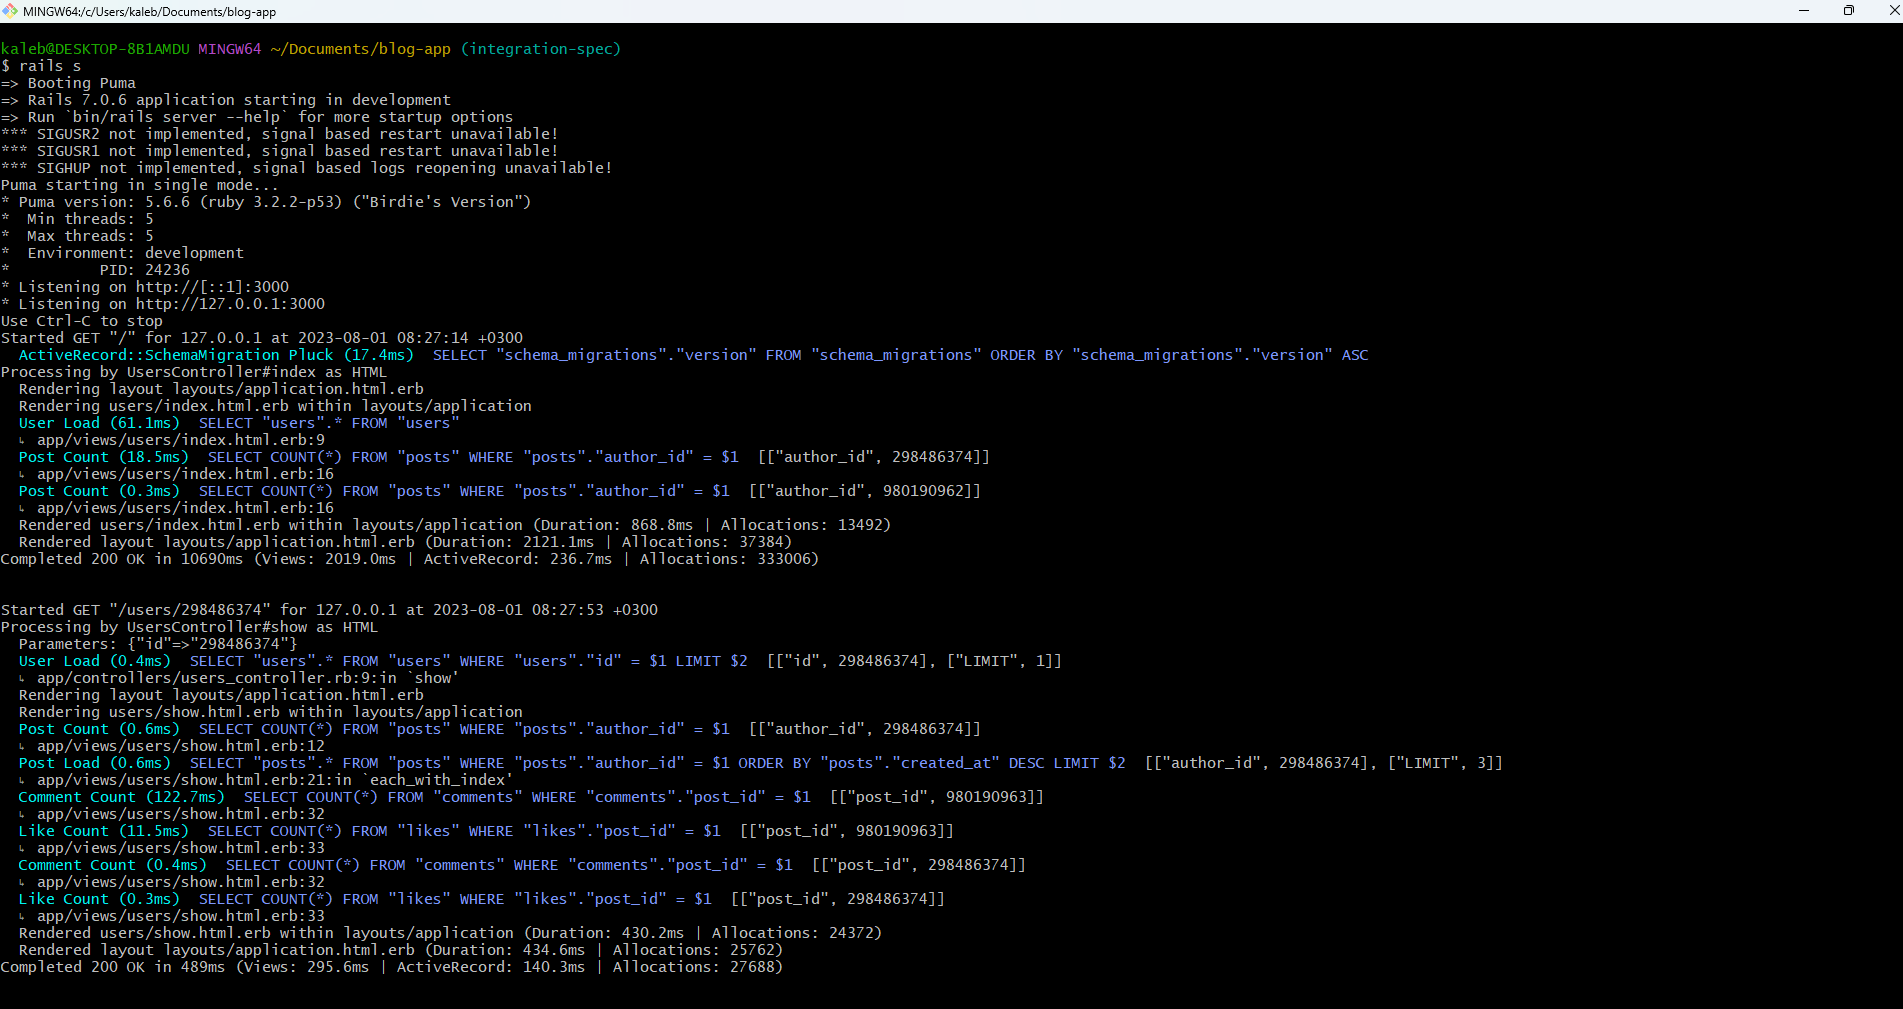 MINGW64:/c/Users/kaleb/Documents/blog-app
kaleb@DESKTOP-8B1AMDU MINGW64 ~/Documents/blog-app (integration-spec)
$ rails s
=> Booting Puma
=> Rails 7.0.6 application starting in development
=> Run `bin/rails server --help` for more startup options
*** SIGUSR2 not implemented, signal based restart unavailable!
*** SIGUSR1 not implemented, signal based restart unavailable!
*** SIGHUP not implemented, signal based logs reopening unavailable!
Puma starting in single mode...
* Puma version: 5.6.6 (ruby 3.2.2-p53) ("Birdie's Version")
*  Min threads: 5
*  Max threads: 5
*  Environment: development
*          PID: 24236
* Listening on http://[::1]:3000
* Listening on http://127.0.0.1:3000
Use Ctrl-C to stop
Started GET "/" for 127.0.0.1 at 2023-08-01 08:27:14 +0300
  ActiveRecord::SchemaMigration Pluck (17.4ms)  SELECT "schema_migrations"."version" FROM "schema_migrations" ORDER BY "schema_migrations"."version" ASC
Processing by UsersController#index as HTML
  Rendering layout layouts/application.html.erb
  Rendering users/index.html.erb within layouts/application
  User Load (61.1ms)  SELECT "users".* FROM "users"
  ↳ app/views/users/index.html.erb:9
  Post Count (18.5ms)  SELECT COUNT(*) FROM "posts" WHERE "posts"."author_id" = $1  [["author_id", 298486374]]
  ↳ app/views/users/index.html.erb:16
  Post Count (0.3ms)  SELECT COUNT(*) FROM "posts" WHERE "posts"."author_id" = $1  [["author_id", 980190962]]
  ↳ app/views/users/index.html.erb:16
  Rendered users/index.html.erb within layouts/application (Duration: 868.8ms | Allocations: 13492)
  Rendered layout layouts/application.html.erb (Duration: 2121.1ms | Allocations: 37384)
Completed 200 OK in 10690ms (Views: 2019.0ms | ActiveRecord: 236.7ms | Allocations: 333006)
Started GET "/users/298486374" for 127.0.0.1 at 2023-08-01 08:27:53 +0300
Processing by UsersController#show as HTML
  Parameters: {"id"=>"298486374"}
  User Load (0.4ms)  SELECT "users".* FROM "users" WHERE "users"."id" = $1 LIMIT $2  [["id", 298486374], ["LIMIT", 1]]
  ↳ app/controllers/users_controller.rb:9:in `show'
  Rendering layout layouts/application.html.erb
  Rendering users/show.html.erb within layouts/application
  Post Count (0.6ms)  SELECT COUNT(*) FROM "posts" WHERE "posts"."author_id" = $1  [["author_id", 298486374]]
  ↳ app/views/users/show.html.erb:12
  Post Load (0.6ms)  SELECT "posts".* FROM "posts" WHERE "posts"."author_id" = $1 ORDER BY "posts"."created_at" DESC LIMIT $2  [["author_id", 298486374], ["LIMIT", 3]]
  ↳ app/views/users/show.html.erb:21:in `each_with_index'
  Comment Count (122.7ms)  SELECT COUNT(*) FROM "comments" WHERE "comments"."post_id" = $1  [["post_id", 980190963]]
  ↳ app/views/users/show.html.erb:32
  Like Count (11.5ms)  SELECT COUNT(*) FROM "likes" WHERE "likes"."post_id" = $1  [["post_id", 980190963]]
  ↳ app/views/users/show.html.erb:33
  Comment Count (0.4ms)  SELECT COUNT(*) FROM "comments" WHERE "comments"."post_id" = $1  [["post_id", 298486374]]
  ↳ app/views/users/show.html.erb:32
  Like Count (0.3ms)  SELECT COUNT(*) FROM "likes" WHERE "likes"."post_id" = $1  [["post_id", 298486374]]
  ↳ app/views/users/show.html.erb:33
  Rendered users/show.html.erb within layouts/application (Duration: 430.2ms | Allocations: 24372)
  Rendered layout layouts/application.html.erb (Duration: 434.6ms | Allocations: 25762)
Completed 200 OK in 489ms (Views: 295.6ms | ActiveRecord: 140.3ms | Allocations: 27688)